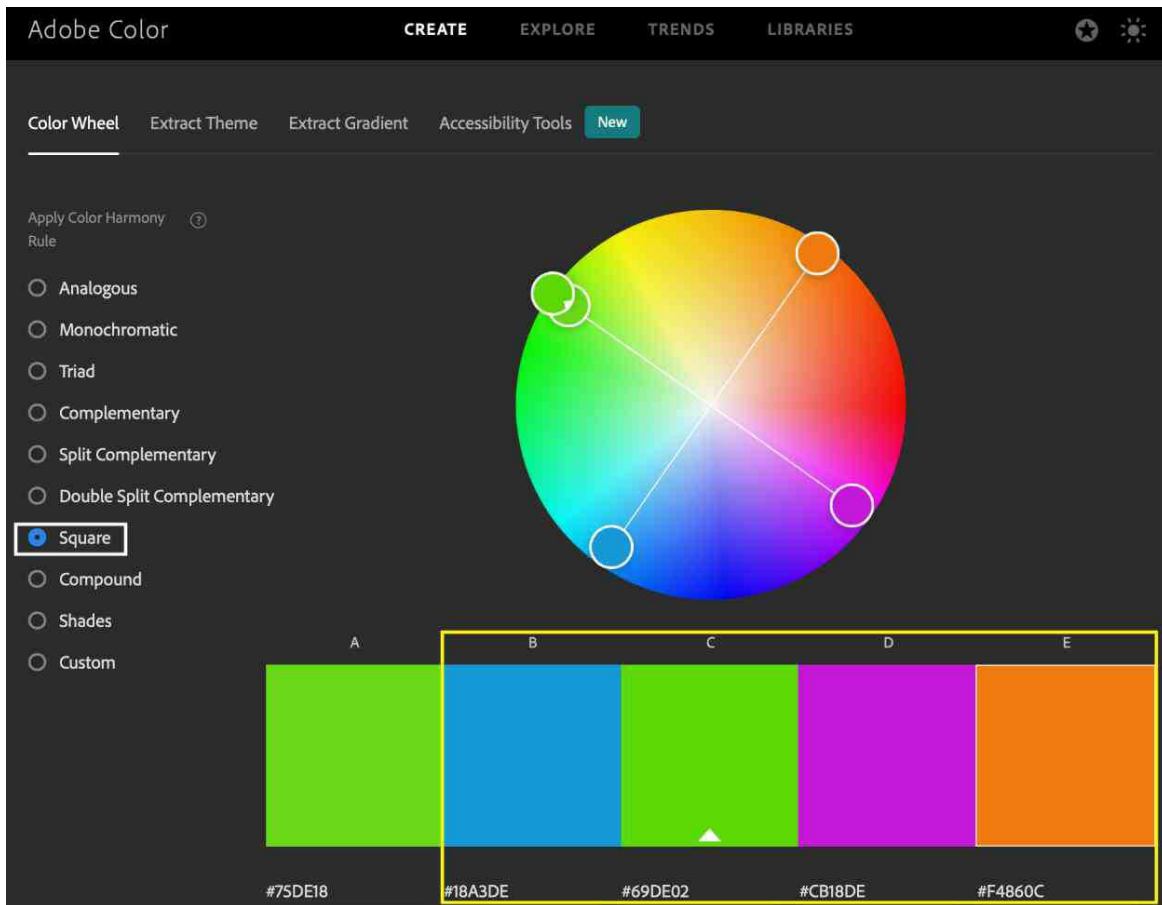 Adobe Color CREATE EXPLORE TRENDS LIBRARIES
Color Wheel Extract Theme Extract Gradient Accessibility Tools New
Apply Color Harmony ?
Rule
Analogous
Monochromatic
Triad
Complementary
Split Complementary
Double Split Complementary
Square
Compound
Shades
Custom
A B C D E
#75DE18 #18A3DE #69DE02 #CB18DE #F4860C